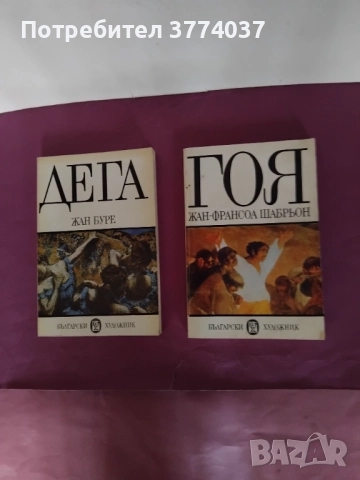 Потребител 3774037
ДЕГА
ЖАН БУРЕ
БЪЛГАРСКИ ХУДОЖНИК
ГОЯ
ЖАН-ФРАНСОА ШАБРЬОН
БЪЛГАРСКИ ХУДОЖНИК
BAZAR